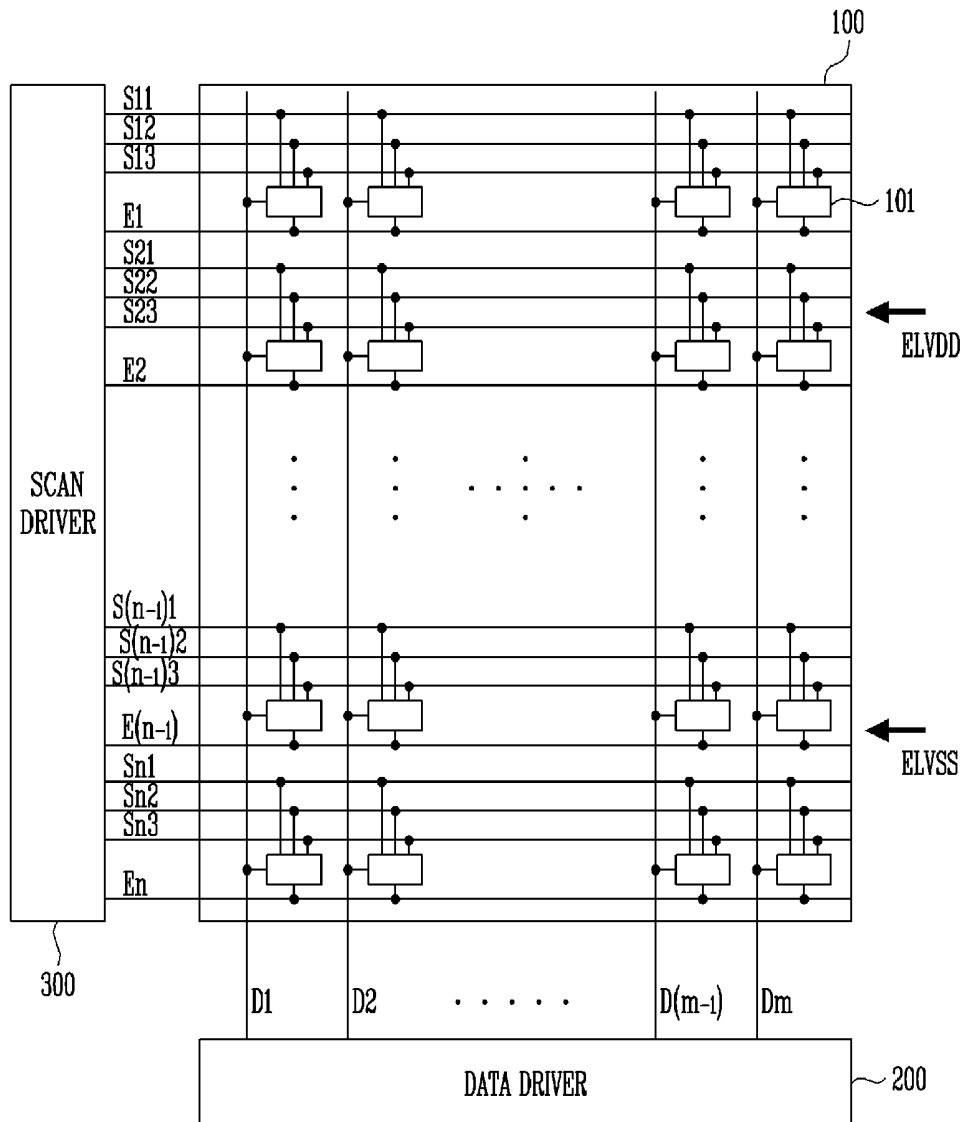 100
S11
S12
S13
E1
101
S21
S22
S23
ELVDD
E2
SCAN
DRIVER
S(n-1)1
S(n-1)2
S(n-1)3
E(n-1)
ELVSS
Sn1
Sn2
Sn3
En
300
D1 D2 D(m-1) Dm
DATA DRIVER
200